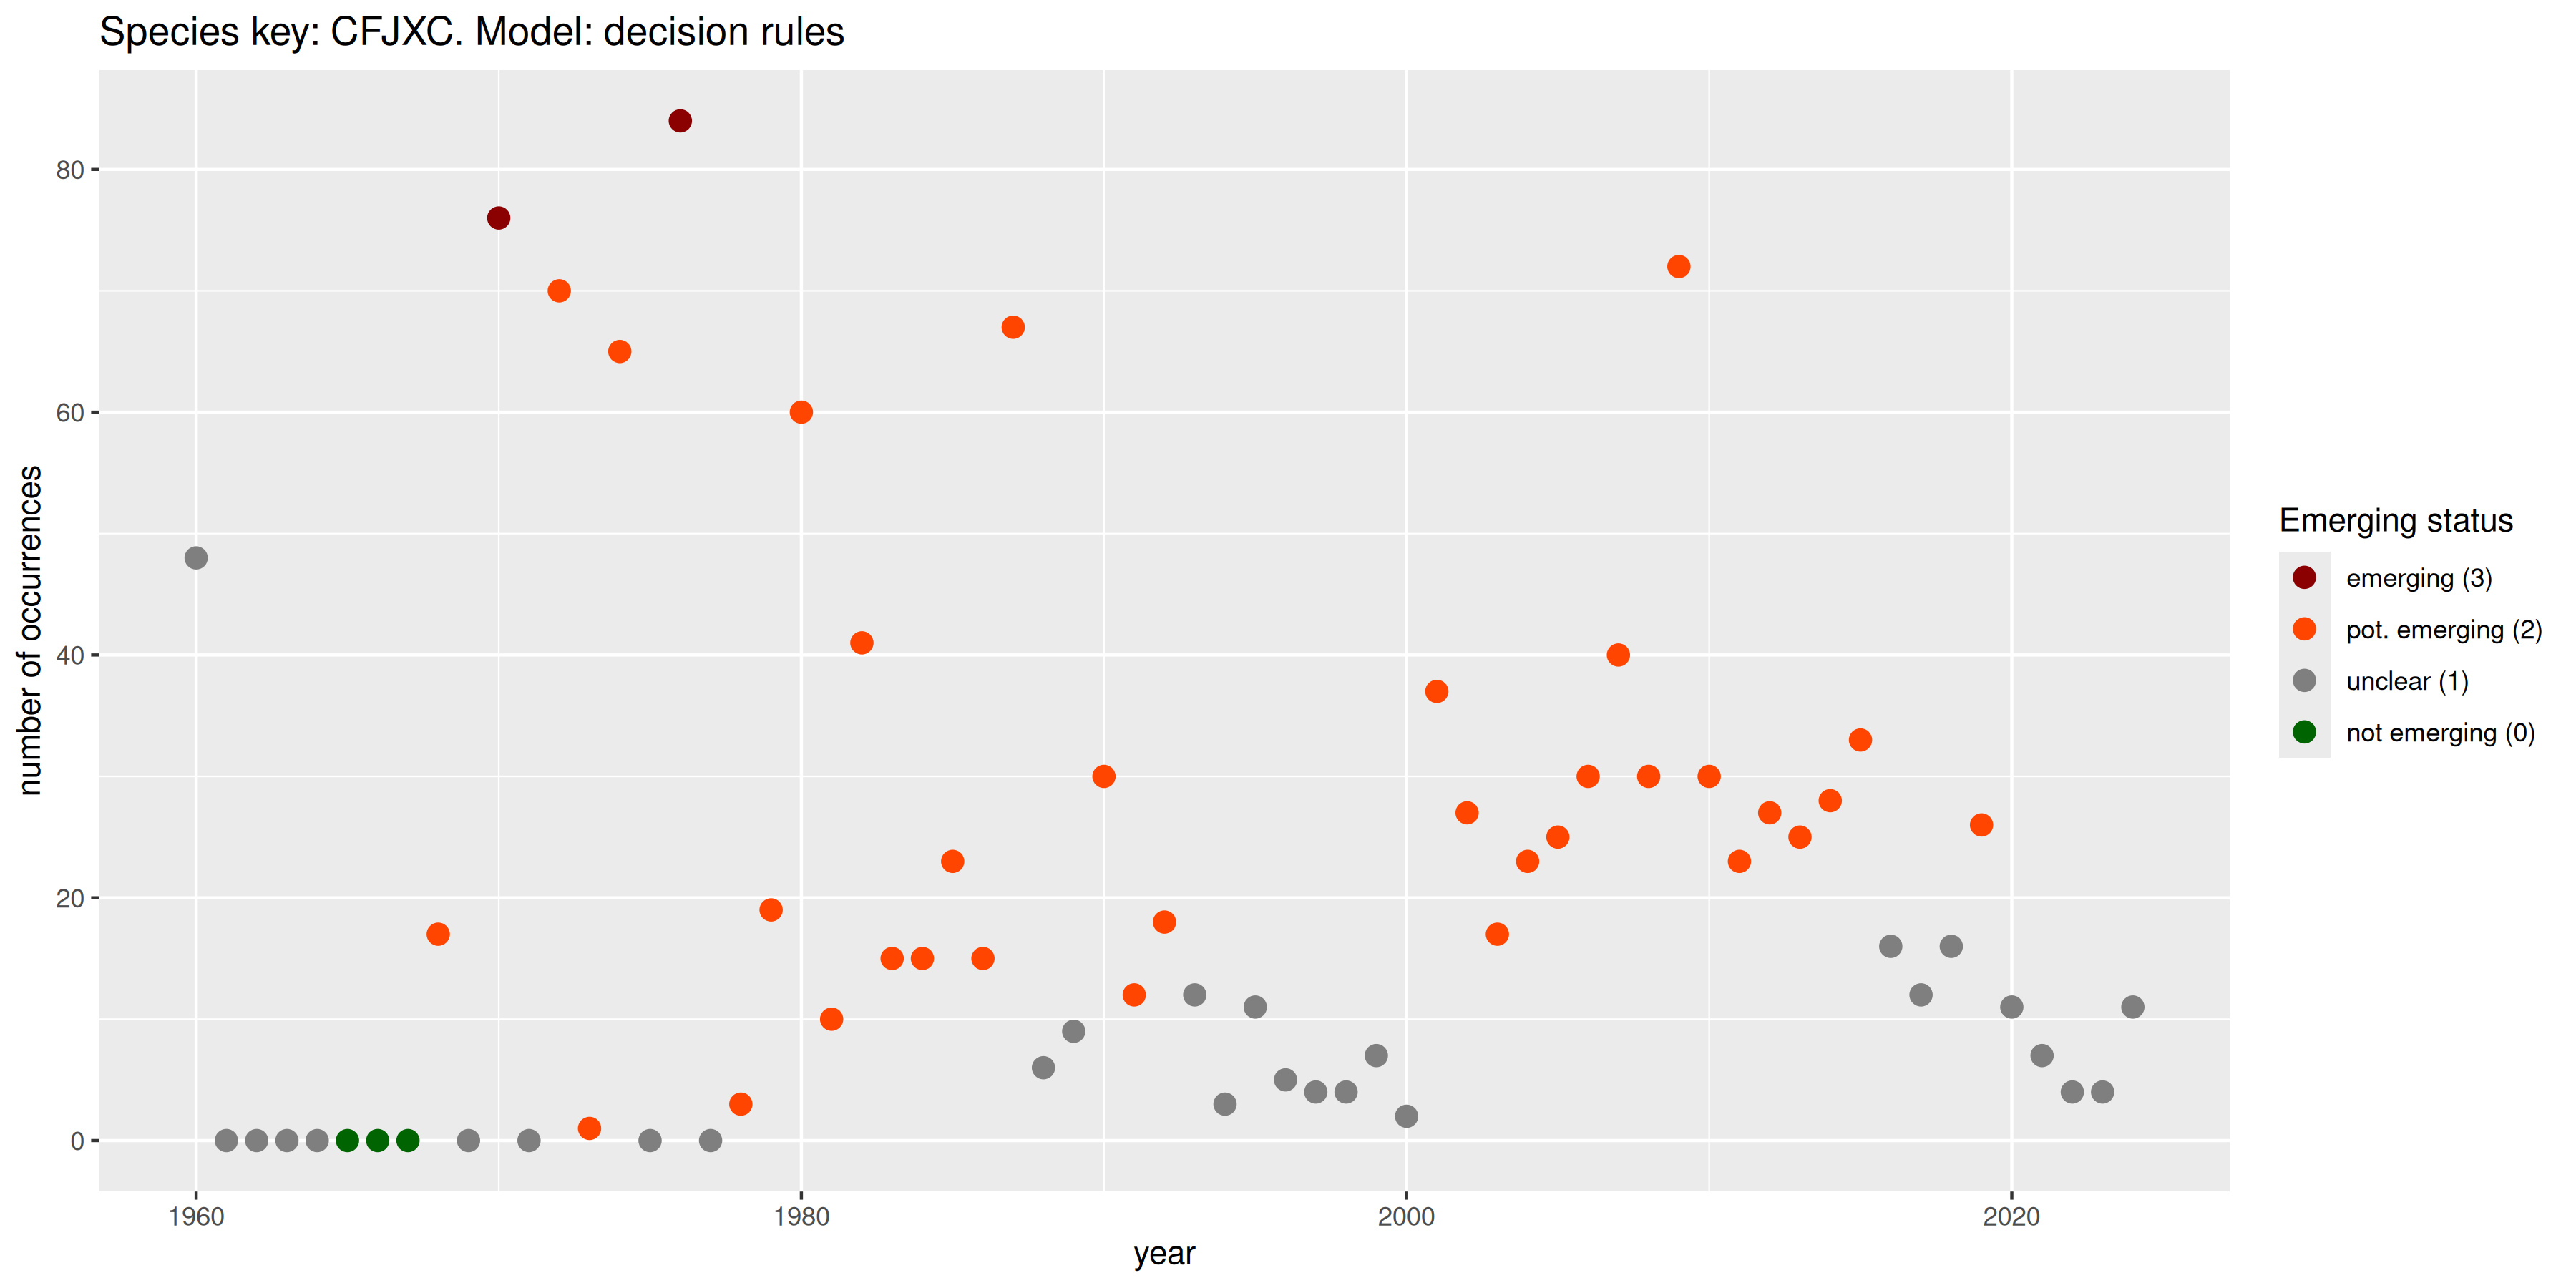 Species key: CFJXC. Model: decision rules
number of occurrences
80
60
40
20
0
1960
1980
2000
2020
year
Emerging status
emerging (3)
pot. emerging (2)
unclear (1)
not emerging (0)